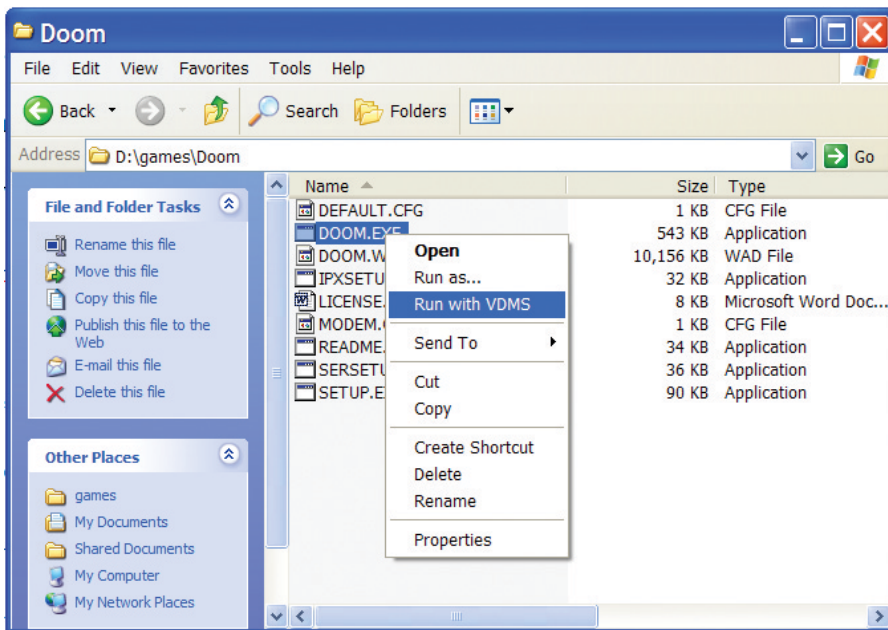 Doom
File Edit View Favorites Tools Help
Back Search Folders
Address D:\games\Doom Go
File and Folder Tasks
Rename this file
Move this file
Copy this file
Publish this file to the
Web
E-mail this file
Delete this file
Other Places
games
My Documents
Shared Documents
My Computer
My Network Places
Name Size Type
DEFAULT.CFG 1 KB CFG File
DOOM.EXE 543 KB Application
DOOM.W 10,156 KB WAD File
IPXSETU 32 KB Application
LICENSE. 8 KB Microsoft Word Doc...
MODEM. 1 KB CFG File
README. 34 KB Application
SERSETU 36 KB Application
SETUP.E 90 KB Application
Open
Run as...
Run with VDMS
Send To
Cut
Copy
Create Shortcut
Delete
Rename
Properties